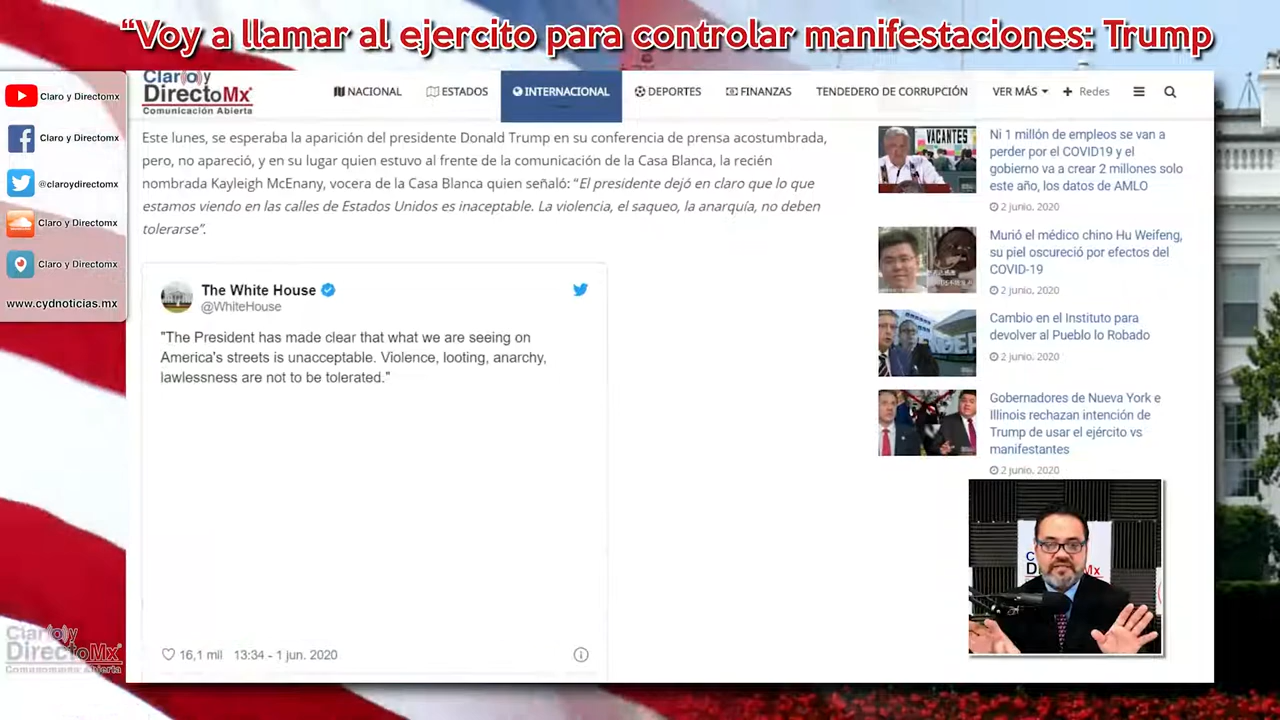 “Voy a llamar al ejercito para controlar manifestaciones: Trump
Claro y Directomx
Claro y Directomx
@claroydirectomx
Claro y Directomx
Claro y Directomx
www.cydnoticias.mx
Claro y
DirectoMx
Comunicación Abierta
NACIONAL
ESTADOS
INTERNACIONAL
DEPORTES
FINANZAS
TENDEDERO DE CORRUPCIÓN
VER MÁS
Redes
Este lunes, se esperaba la aparición del presidente Donald Trump en su conferencia de prensa acostumbrada,
pero, no apareció, y en su lugar quien estuvo al frente de la comunicación de la Casa Blanca, la recién
nombrada Kayleigh McEnany, vocera de la Casa Blanca quien señaló: “El presidente dejó en claro que lo que
estamos viendo en las calles de Estados Unidos es inaceptable. La violencia, el saqueo, la anarquía, no deben
tolerarse”.
The White House
@WhiteHouse
"The President has made clear that what we are seeing on
America's streets is unacceptable. Violence, looting, anarchy,
lawlessness are not to be tolerated."
16,1 mil
13:34 - 1 jun. 2020
VACANTES
Ni 1 millón de empleos se van a
perder por el COVID19 y el
gobiemo va a crear 2 millones solo
este año, los datos de AMLO
2 junio, 2020
Murió el médico chino Hu Weifeng,
su piel oscureció por efectos del
COVID-19
2 junio, 2020
Cambio en el Instituto para
devolver al Pueblo lo Robado
2 junio, 2020
Gobernadores de Nueva York e
Illinois rechazan intención de
Trump de usar el ejército vs
manifestantes
2 junio, 2020
Claro y
DirectoMx
Comunicación Abierta